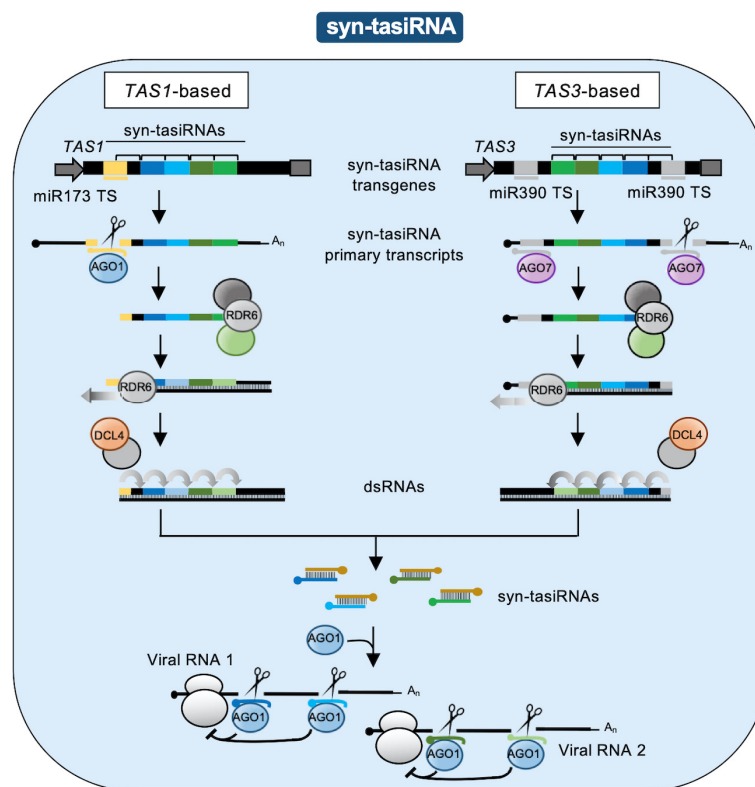 syn-tasiRNA
TAS1-based
TAS3-based
TAS1
syn-tasiRNAs
miR173 TS
syn-tasiRNA
transgenes
TAS3
syn-tasiRNAs
miR390 TS
miR390 TS
AGO1
An
syn-tasiRNA
primary transcripts
AGO7
AGO7
An
RDR6
RDR6
RDR6
RDR6
DCL4
DCL4
dsRNAs
syn-tasiRNAs
AGO1
Viral RNA 1
AGO1
AGO1
An
AGO1
AGO1
An
Viral RNA 2